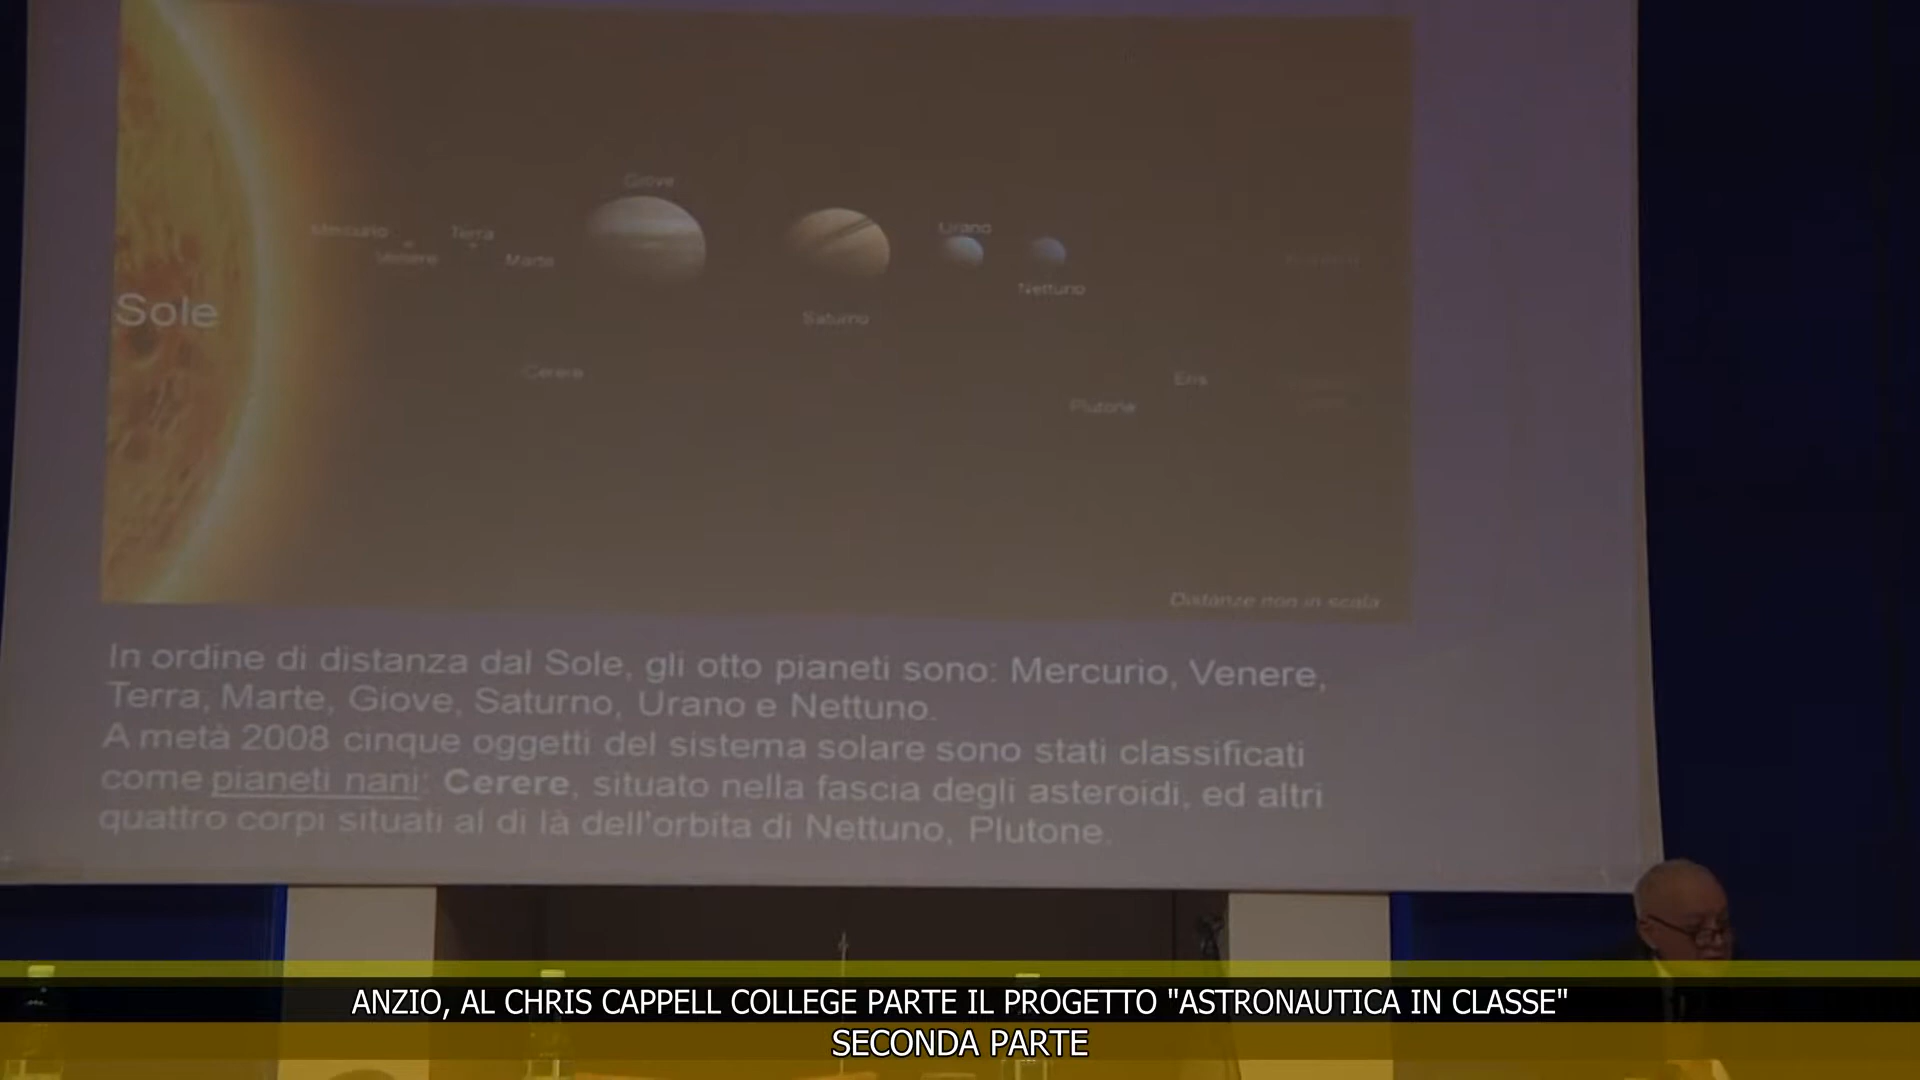 Giove
Mercurio
Terra
Urano
Venere
Marte
Nettuno
Sole
Saturno
Cerere
Eris
Plutone
Distanze non in scala
In ordine di distanza dal Sole, gli otto pianeti sono: Mercurio, Venere,
Terra, Marte, Giove, Saturno, Urano e Nettuno.
A metà 2008 cinque oggetti del sistema solare sono stati classificati
come pianeti nani: Cerere, situato nella fascia degli asteroidi, ed altri
quattro corpi situati al di là dell'orbita di Nettuno, Plutone.
ANZIO, AL CHRIS CAPPELL COLLEGE PARTE IL PROGETTO "ASTRONAUTICA IN CLASSE"
SECONDA PARTE